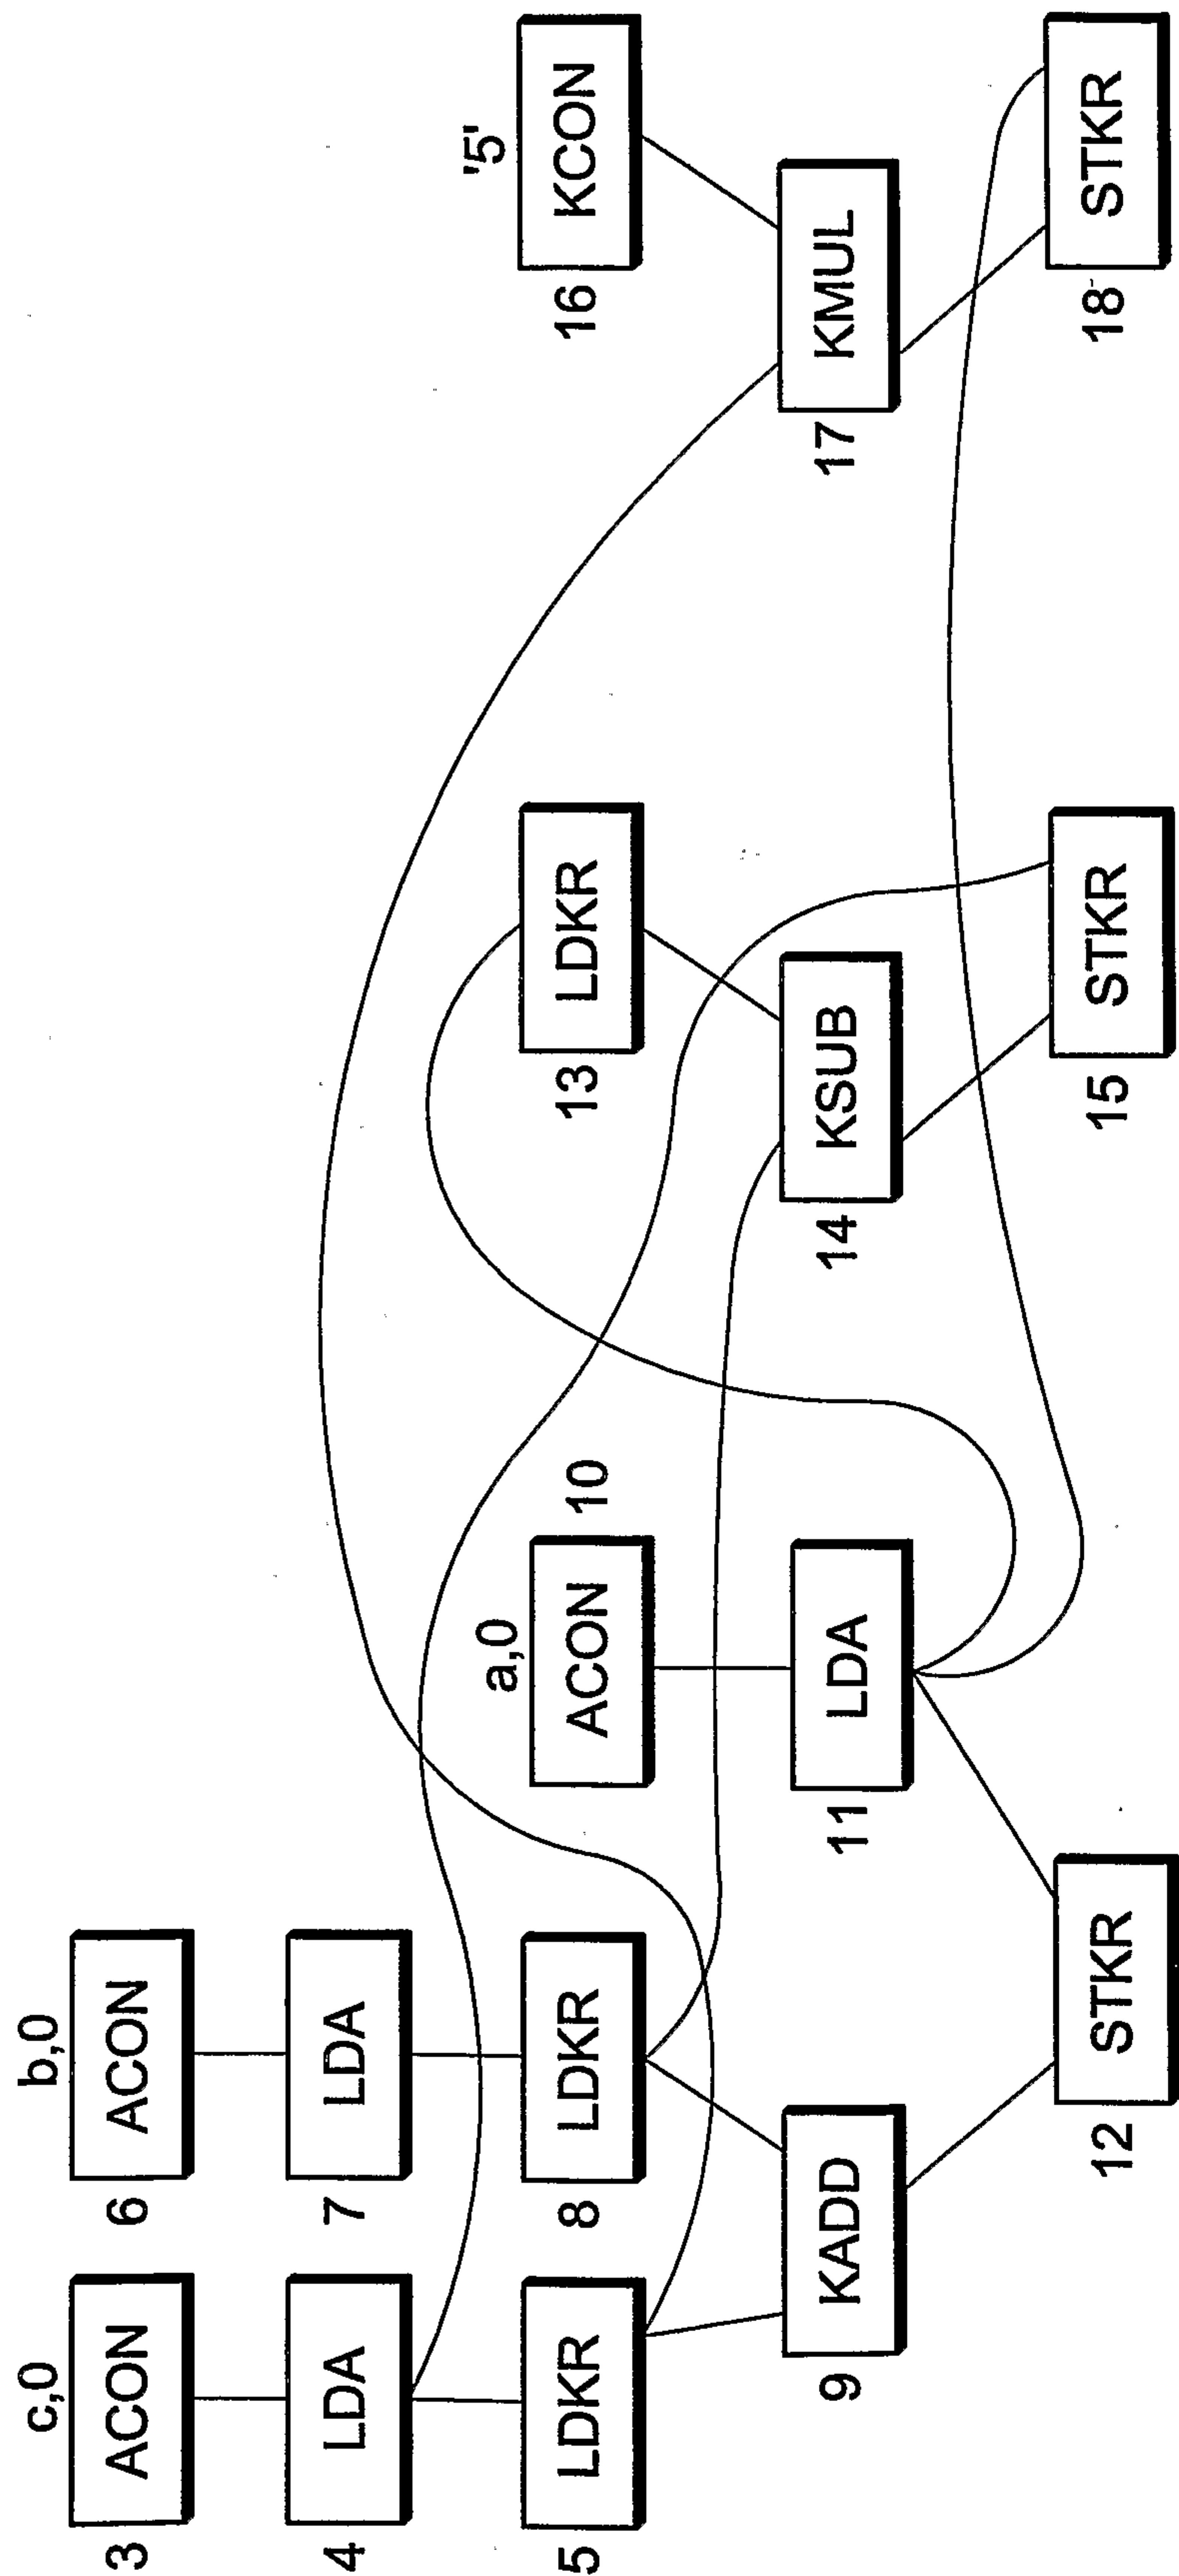 c,0
b,0
3 ACON
6 ACON
4 LDA
7 LDA
5 LDKR
8 LDKR
a,0
ACON 10
13 LDKR
'5'
16 KCON
9 KADD
11 LDA
14 KSUB
17 KMUL
12 STKR
15 STKR
18 STKR